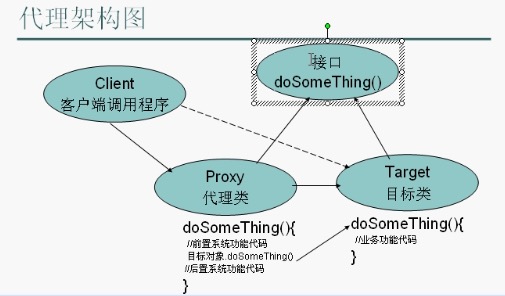 代理架构图
接口
doSomeThing()
Client
客户端调用程序
Proxy
代理类
Target
目标类
doSomeThing(){
//前置系统功能代码
目标对象.doSomeThing()
//后置系统功能代码
}
doSomeThing(){
//业务功能代码
}